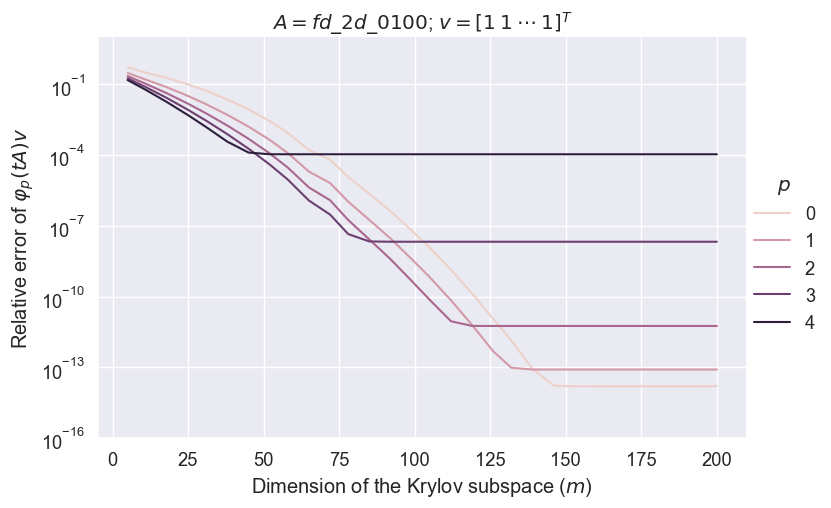 A = fd_2d_0100; v = [1 1 ⋯ 1]^T
Relative error of φ_p(tA)v
10^−1
10^−4
10^−7
10^−10
10^−13
10^−16
0 25 50 75 100 125 150 175 200
Dimension of the Krylov subspace (m)
p
0
1
2
3
4